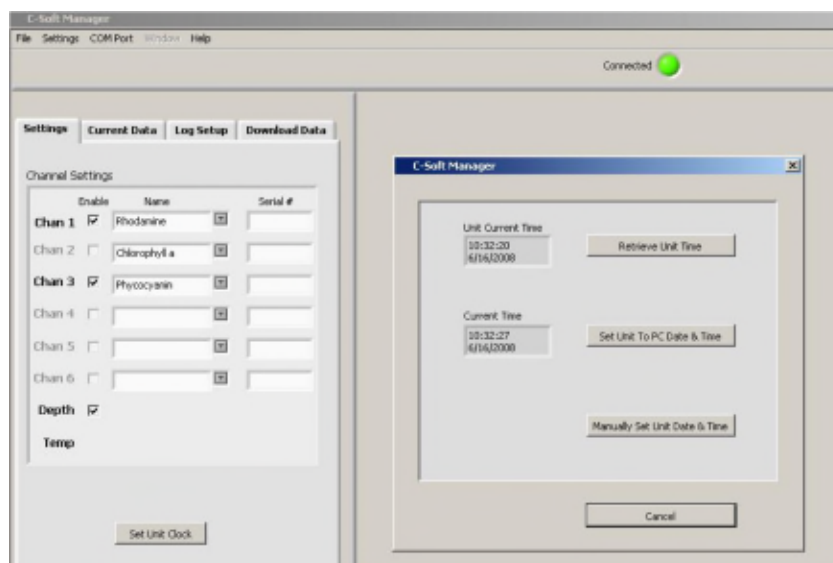 C-Soft Manager
File Settings COM Port Window Help
Connected
Settings Current Data Log Setup Download Data
Channel Settings
Enable Name Serial #
Chan 1 Rhodamine
Chan 2 Chlorophyll a
Chan 3 Phycocyanin
Chan 4
Chan 5
Chan 6
Depth
Temp
Set Unit Clock
C-Soft Manager
Unit Current Time
10:32:20
6/16/2008
Retrieve Unit Time
Current Time
10:32:27
6/16/2008
Set Unit To PC Date & Time
Manually Set Unit Date & Time
Cancel